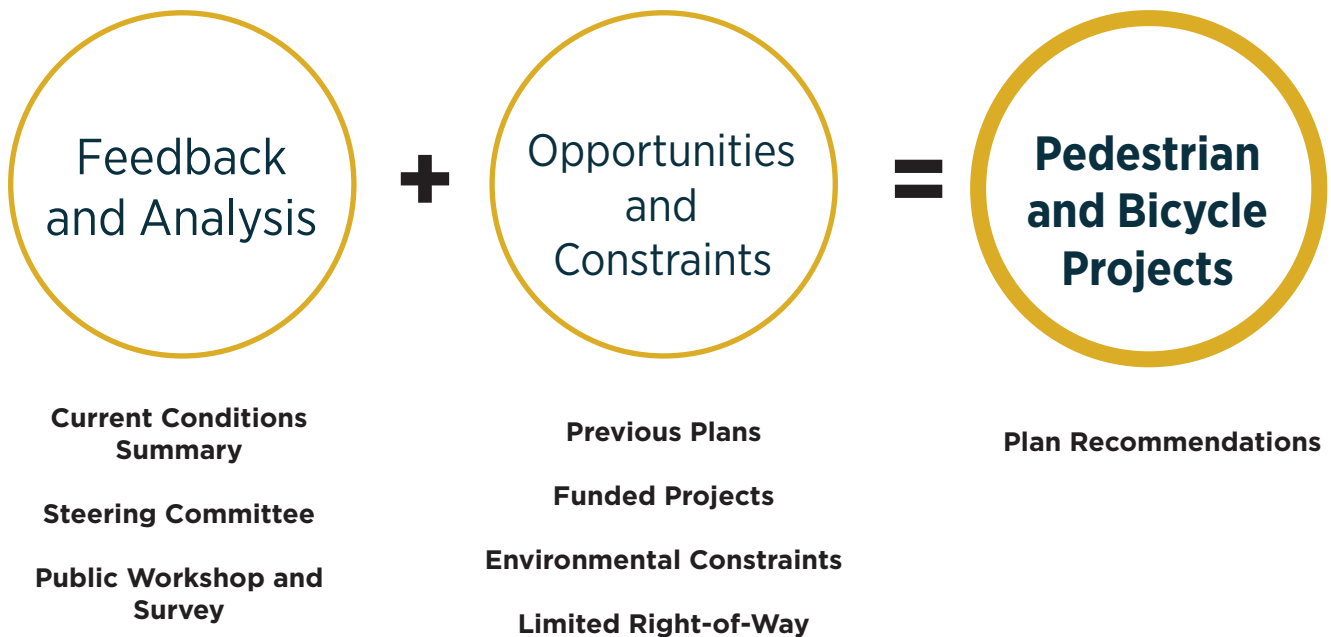 Feedback
and Analysis
+
Opportunities
and
Constraints
=
Pedestrian
and Bicycle
Projects
Current Conditions
Summary
Steering Committee
Public Workshop and
Survey
Previous Plans
Funded Projects
Environmental Constraints
Limited Right-of-Way
Plan Recommendations